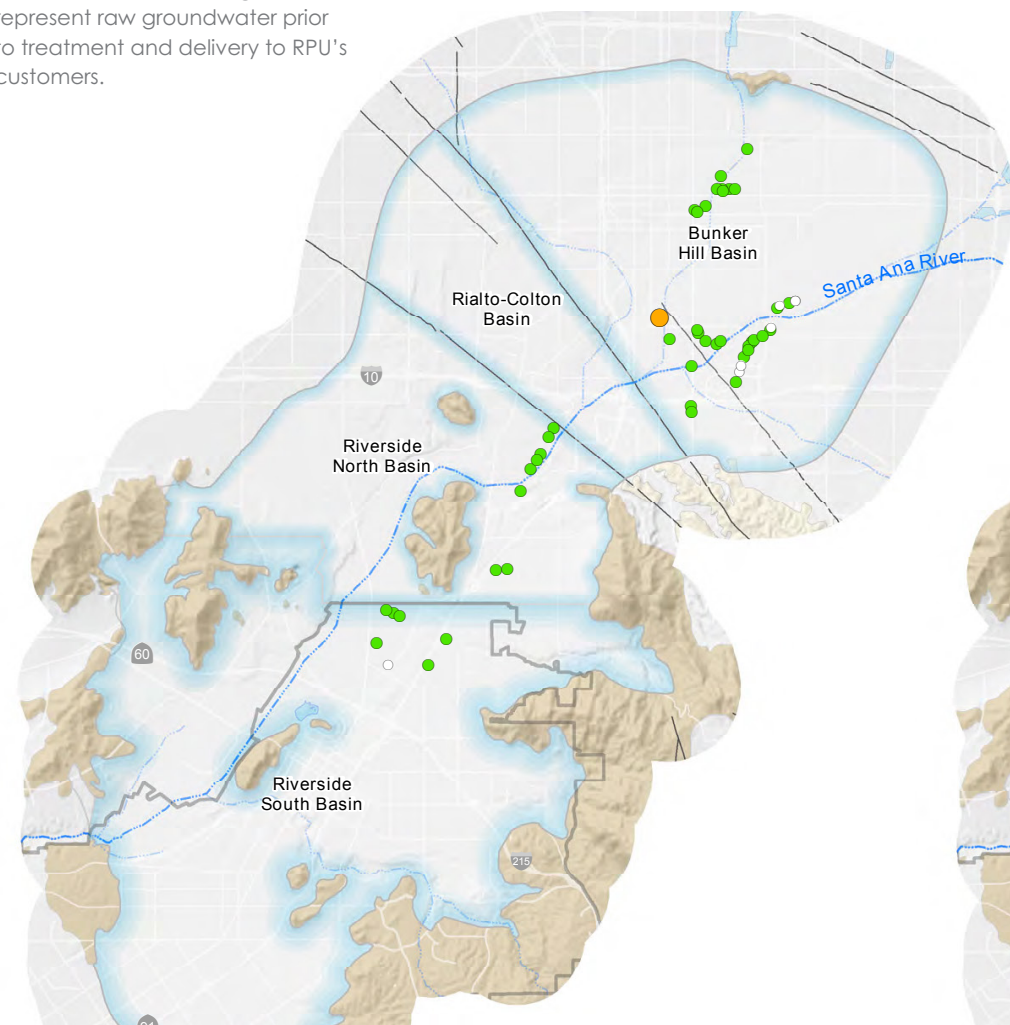 represent raw groundwater prior
to treatment and delivery to RPU's
customers.
Bunker
Hill Basin
Santa Ana River
Rialto-Colton
Basin
10
Riverside
North Basin
60
Riverside
South Basin
215
91